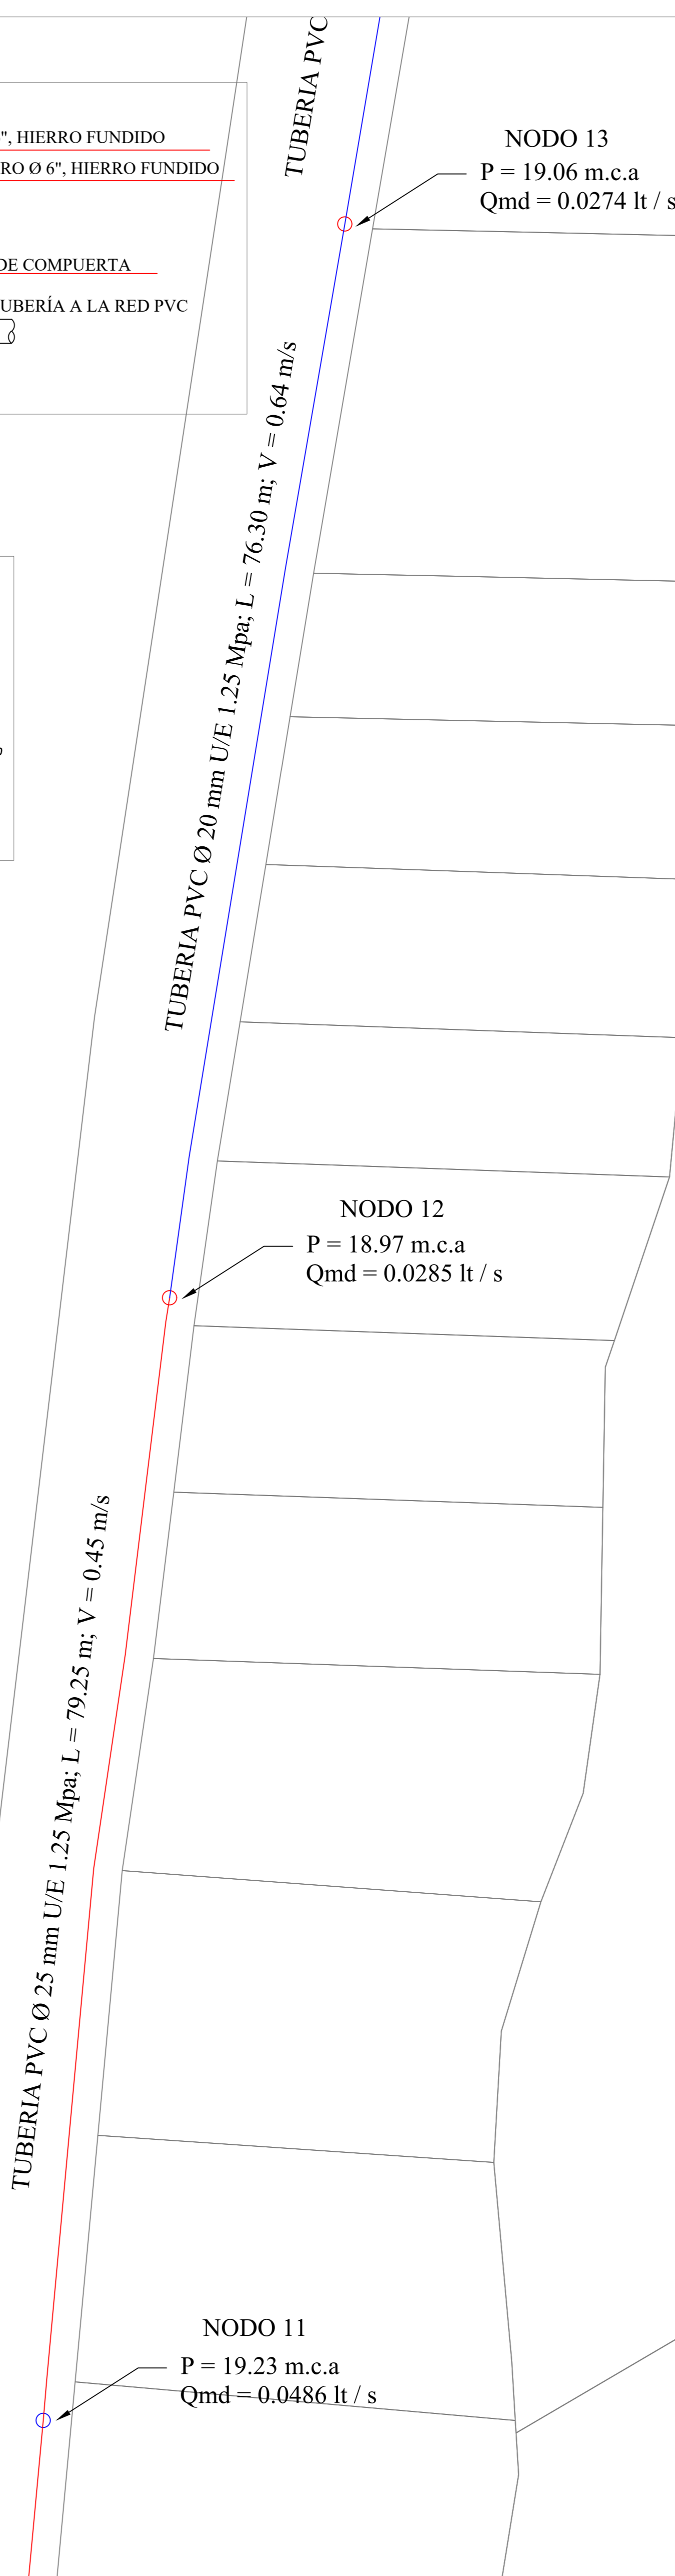 TUBERIA PVC
", HIERRO FUNDIDO
RO Ø 6", HIERRO FUNDIDO
DE COMPUERTA
UBERÍA A LA RED PVC
NODO 13
P = 19.06 m.c.a
Qmd = 0.0274 lt / s
TUBERIA PVC Ø 20 mm U/E 1.25 Mpa; L = 76.30 m; V = 0.64 m/s
NODO 12
P = 18.97 m.c.a
Qmd = 0.0285 lt / s
TUBERIA PVC Ø 25 mm U/E 1.25 Mpa; L = 79.25 m; V = 0.45 m/s
NODO 11
P = 19.23 m.c.a
Qmd = 0.0486 lt / s